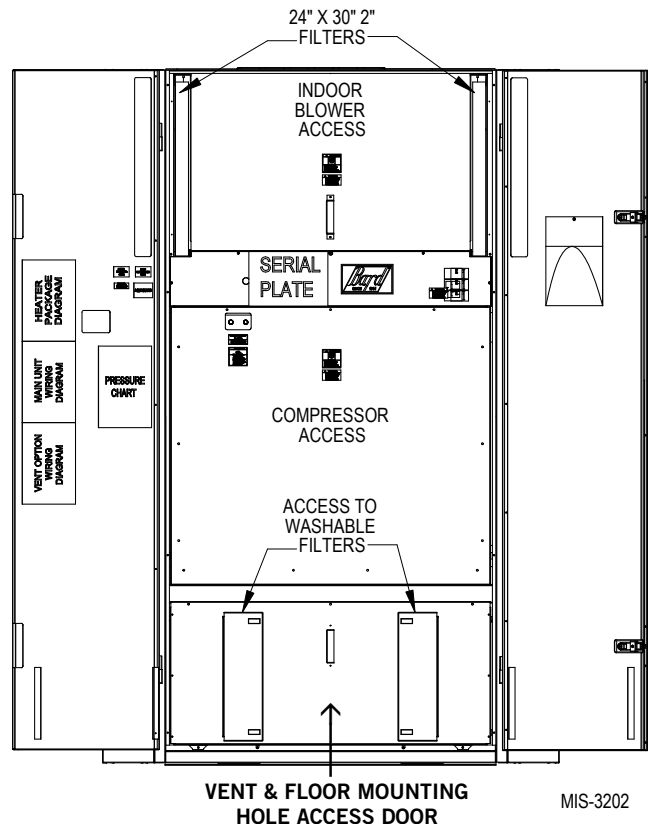 24" X 30" 2"
FILTERS
INDOOR
BLOWER
ACCESS
SERIAL
PLATE
Bard
HEATER
PACKAGE
DIAGRAM
MAIN UNIT
WIRING
DIAGRAM
VENT OPTION
WIRING
DIAGRAM
PRESSURE
CHART
COMPRESSOR
ACCESS
ACCESS TO
WASHABLE
FILTERS
VENT & FLOOR MOUNTING
HOLE ACCESS DOOR
MIS-3202